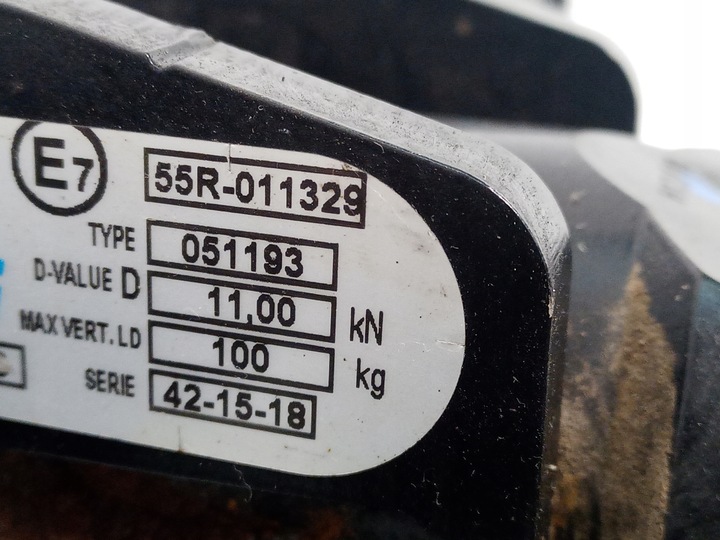 E7 55R-011329
TYPE 051193
D-VALUE D 11,00 kN
MAX VERT. LD 100 kg
SERIE 42-15-18